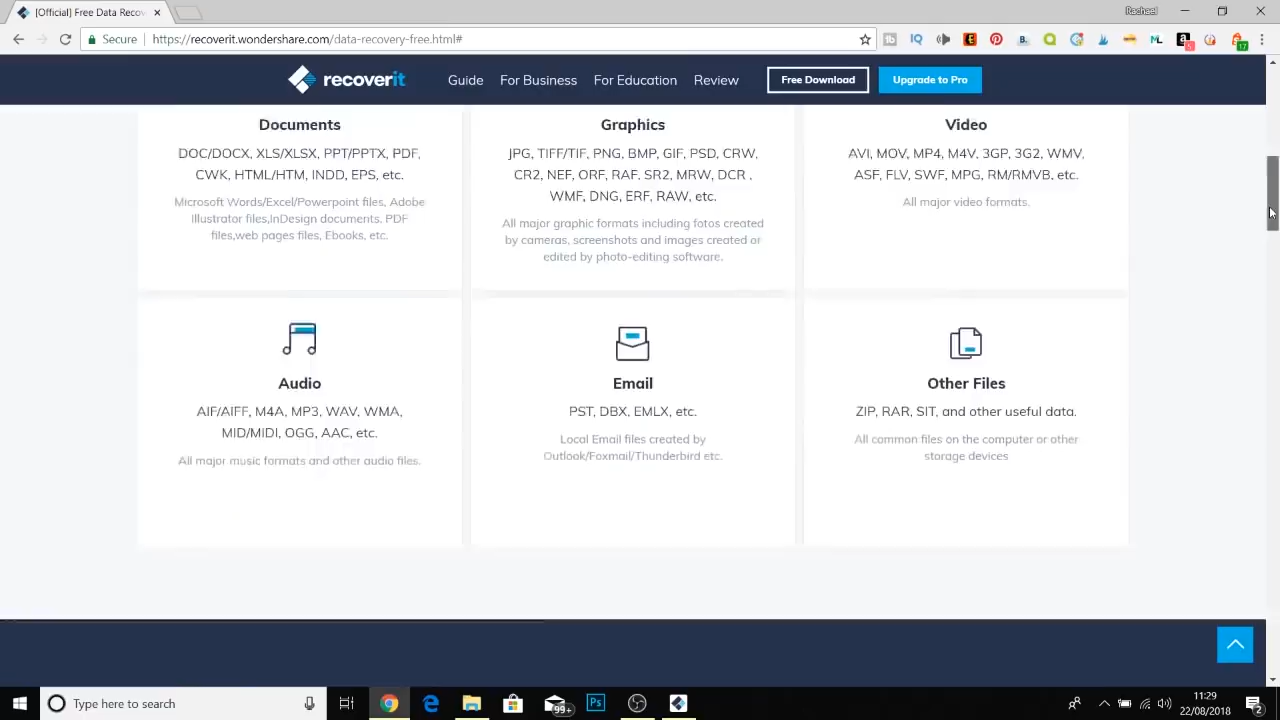 [Official] Free Data Recov
Rachael
Secure
https://recoverit.wondershare.com/data-recovery-free.html#
recoverit
Guide
For Business
For Education
Review
Free Download
Upgrade to Pro
Documents
DOC/DOCX, XLS/XLSX, PPT/PPTX, PDF,
CWK, HTML/HTM, INDD, EPS, etc.
Microsoft Words/Excel/Powerpoint files, Adobe
Illustrator files,InDesign documents, PDF
files,web pages files, Ebooks, etc.
Graphics
JPG, TIFF/TIF, PNG, BMP, GIF, PSD, CRW,
CR2, NEF, ORF, RAF, SR2, MRW, DCR ,
WMF, DNG, ERF, RAW, etc.
All major graphic formats including fotos created
by cameras, screenshots and images created or
edited by photo-editing software.
Video
AVI, MOV, MP4, M4V, 3GP, 3G2, WMV,
ASF, FLV, SWF, MPG, RM/RMVB, etc.
All major video formats.
Audio
AIF/AIFF, M4A, MP3, WAV, WMA,
MID/MIDI, OGG, AAC, etc.
All major music formats and other audio files.
Email
PST, DBX, EMLX, etc.
Local Email files created by
Outlook/Foxmail/Thunderbird etc.
Other Files
ZIP, RAR, SIT, and other useful data.
All common files on the computer or other
storage devices
Type here to search
99+
Ps
11:29
22/08/2018
2